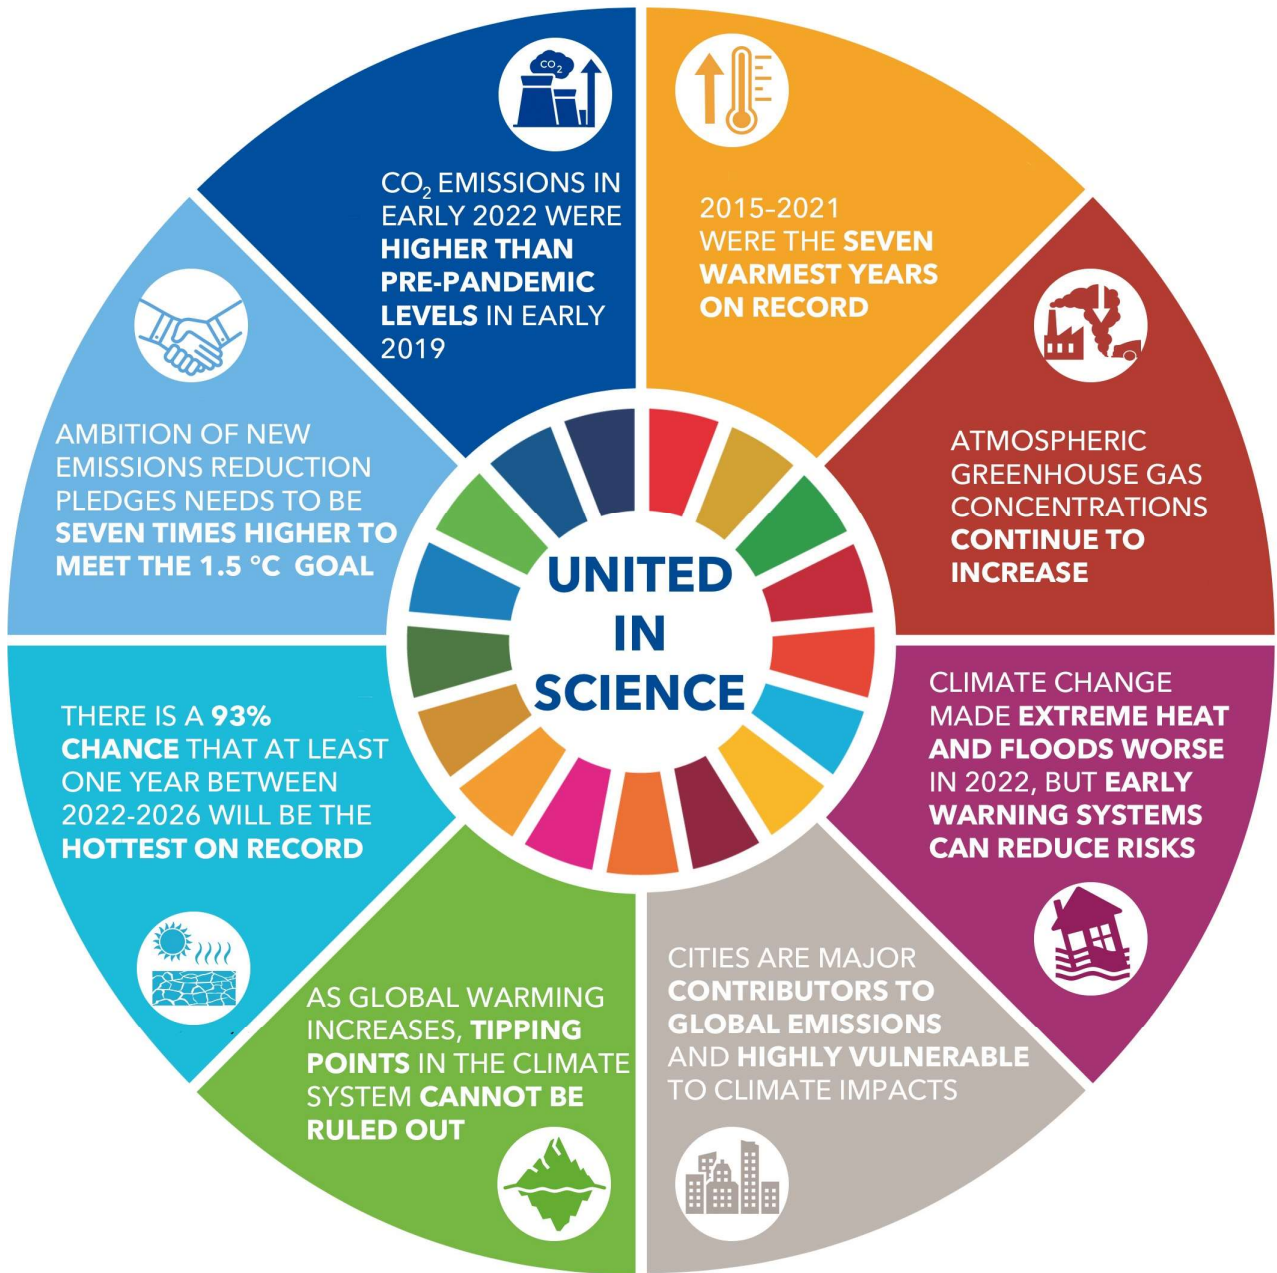 CO₂
CO₂ EMISSIONS IN
EARLY 2022 WERE
HIGHER THAN
PRE-PANDEMIC
LEVELS IN EARLY
2019
2015–2021
WERE THE SEVEN
WARMEST YEARS
ON RECORD
ATMOSPHERIC
GREENHOUSE GAS
CONCENTRATIONS
CONTINUE TO
INCREASE
CLIMATE CHANGE
MADE EXTREME HEAT
AND FLOODS WORSE
IN 2022, BUT EARLY
WARNING SYSTEMS
CAN REDUCE RISKS
CITIES ARE MAJOR
CONTRIBUTORS TO
GLOBAL EMISSIONS
AND HIGHLY VULNERABLE
TO CLIMATE IMPACTS
AS GLOBAL WARMING
INCREASES, TIPPING
POINTS IN THE CLIMATE
SYSTEM CANNOT BE
RULED OUT
THERE IS A 93%
CHANCE THAT AT LEAST
ONE YEAR BETWEEN
2022-2026 WILL BE THE
HOTTEST ON RECORD
AMBITION OF NEW
EMISSIONS REDUCTION
PLEDGES NEEDS TO BE
SEVEN TIMES HIGHER TO
MEET THE 1.5 °C GOAL
UNITED
IN
SCIENCE